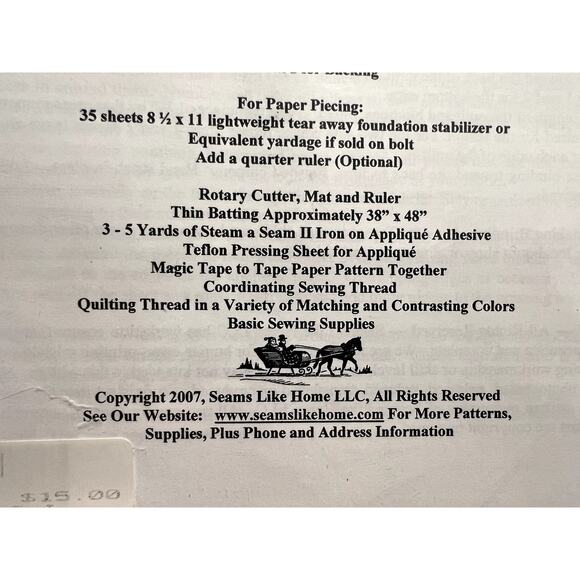 for Backing
For Paper Piecing:
35 sheets 8 ½ x 11 lightweight tear away foundation stabilizer or
Equivalent yardage if sold on bolt
Add a quarter ruler (Optional)
Rotary Cutter, Mat and Ruler
Thin Batting Approximately 38” x 48”
3 - 5 Yards of Steam a Seam II Iron on Appliqué Adhesive
Teflon Pressing Sheet for Appliqué
Magic Tape to Tape Paper Pattern Together
Coordinating Sewing Thread
Quilting Thread in a Variety of Matching and Contrasting Colors
Basic Sewing Supplies
Copyright 2007, Seams Like Home LLC, All Rights Reserved
See Our Website: www.seamslikehome.com For More Patterns,
Supplies, Plus Phone and Address Information
$15.00